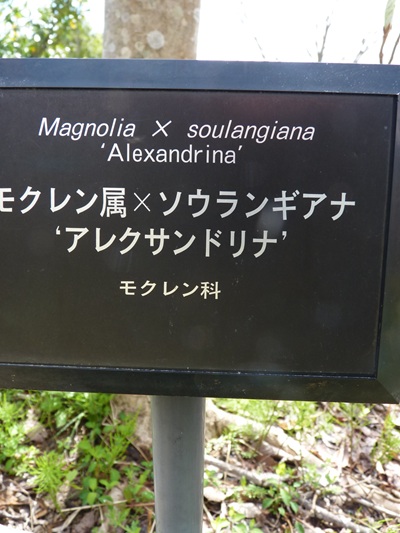 Magnolia × soulangiana
‘Alexandrina’
モクレン属×ソウランギアナ
‘アレクサンドリナ’
モクレン科